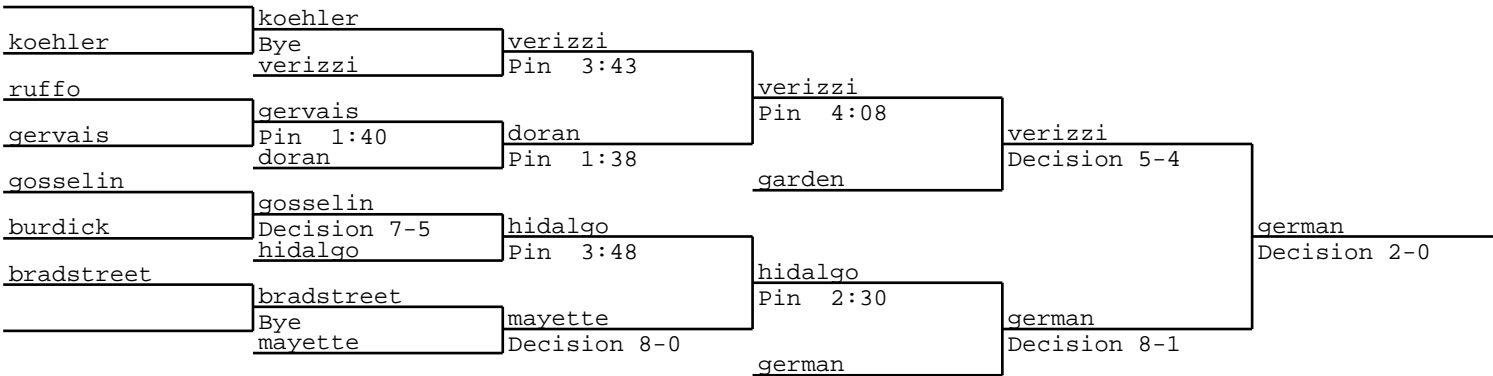 koehler
koehler
Bye
verizzi
verizzi
Pin 3:43
ruffo
gervais
gervais
Pin 1:40
doran
doran
Pin 1:38
verizzi
Pin 4:08
garden
verizzi
Decision 5-4
gosselin
burdick
gosselin
Decision 7-5
hidalgo
hidalgo
Pin 3:48
bradstreet
bradstreet
Bye
mayette
mayette
Decision 8-0
hidalgo
Pin 2:30
german
german
Decision 8-1
german
Decision 2-0